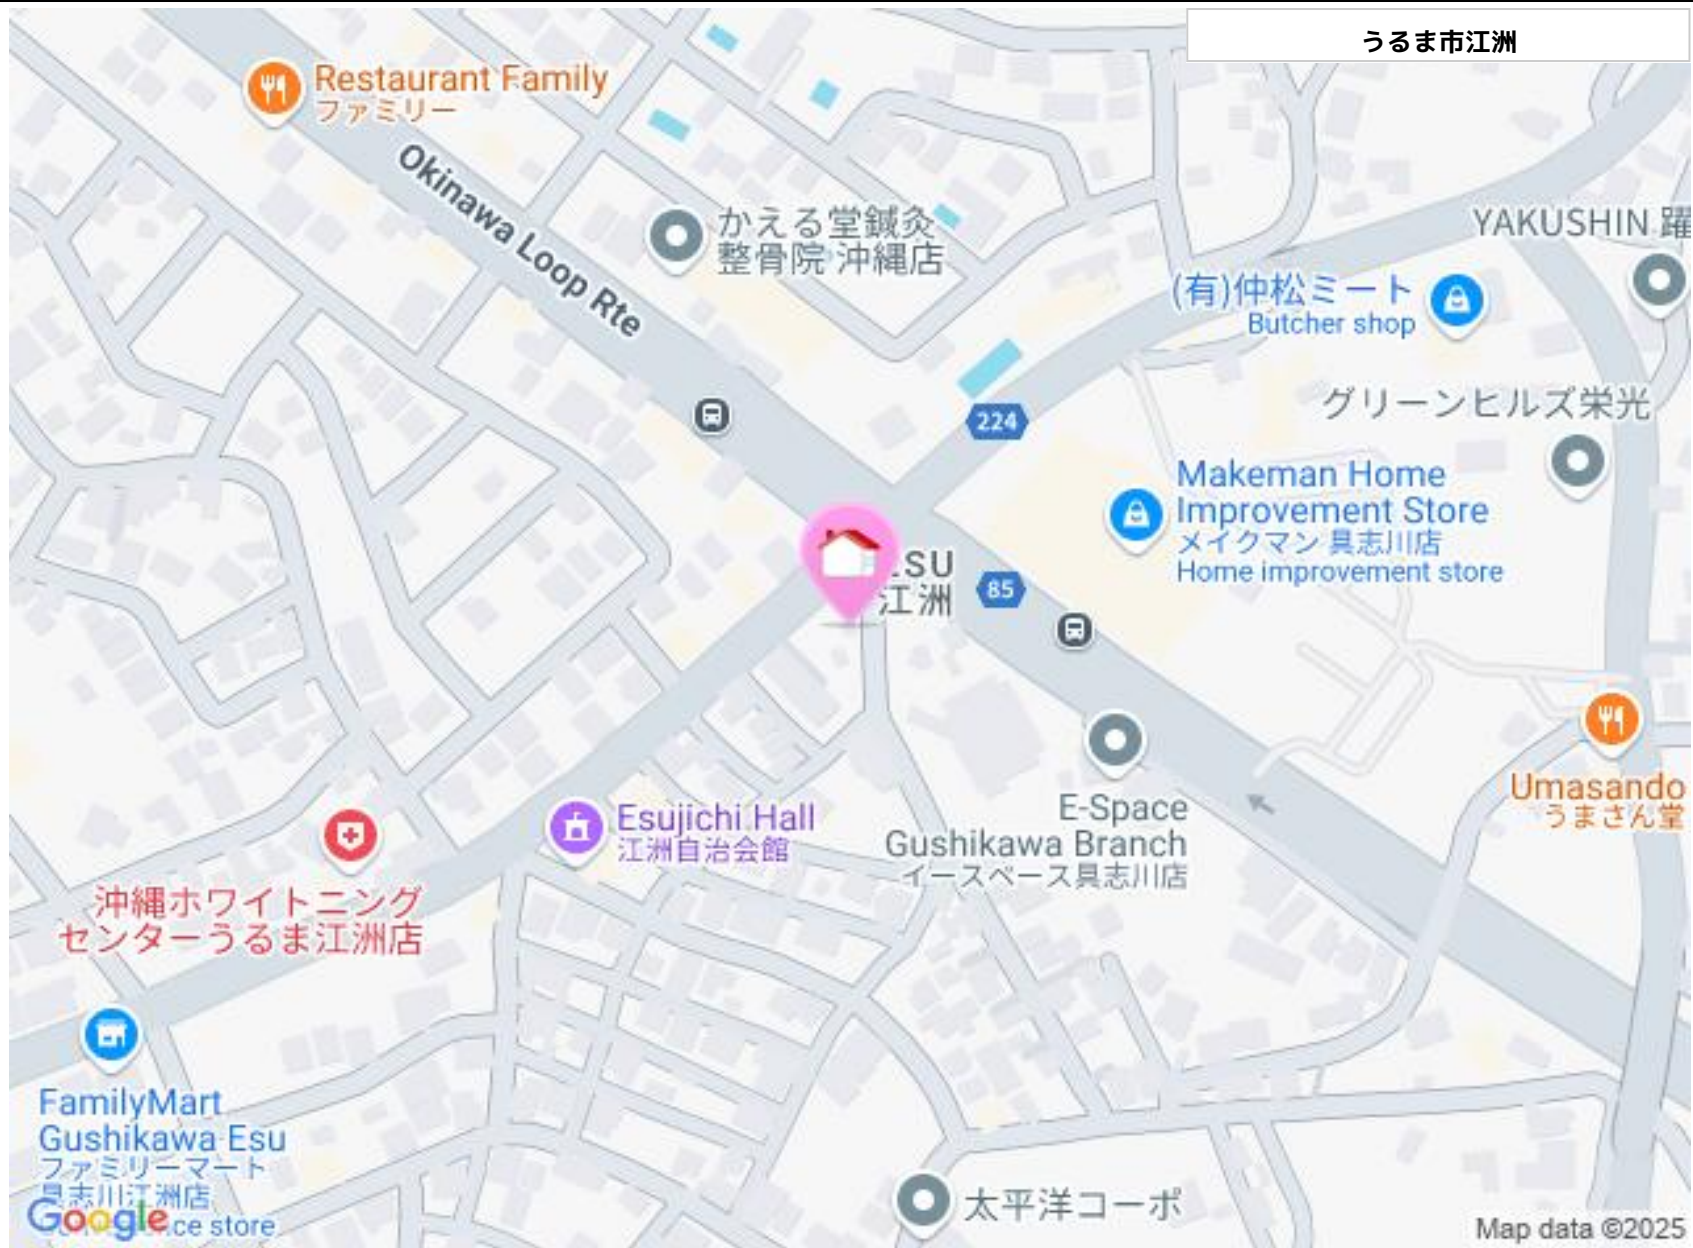 うるま市江洲
Restaurant Family
ファミリー
Okinawa Loop Rte
かえる堂鍼灸
整骨院 沖縄店
YAKUSHIN 躍
(有)仲松ミート
Butcher shop
224
グリーンヒルズ栄光
Makeman Home
Improvement Store
メイクマン 具志川店
Home improvement store
ESU
江洲
85
Umasando
うまさん堂
E-Space
Gushikawa Branch
イースペース具志川店
Esujichi Hall
江洲自治会館
沖縄ホワイトニング
センターうるま江洲店
FamilyMart
Gushikawa Esu
ファミリーマート
具志川江洲店
Google
store
太平洋コーポ
Map data ©2025